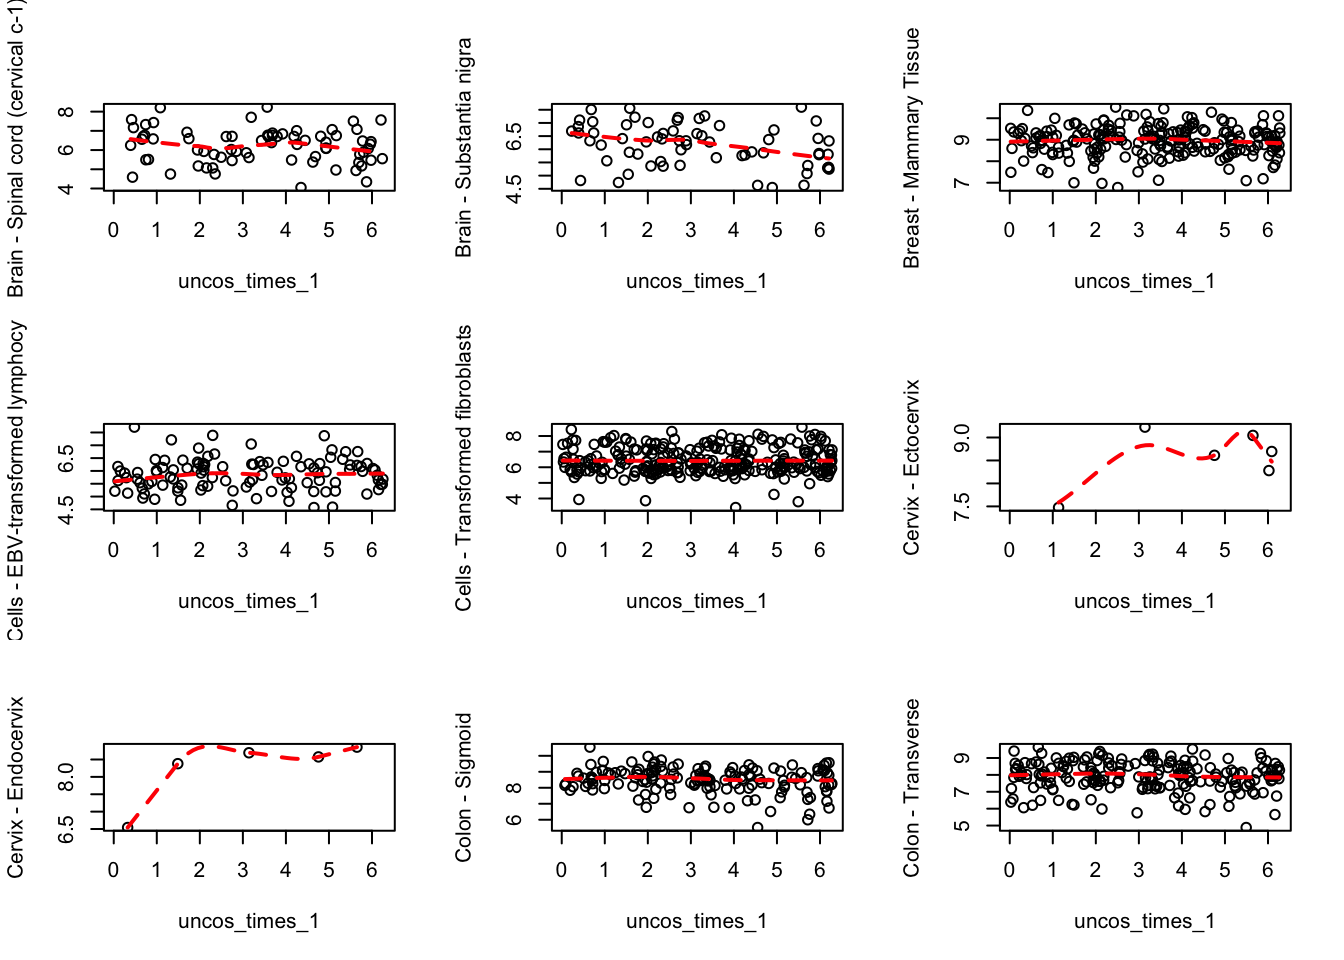 Brain - Spinal cord (cervical c-1)
4 6 8
0 1 2 3 4 5 6
uncos_times_1
Brain - Substantia nigra
4.5 6.5
0 1 2 3 4 5 6
uncos_times_1
Breast - Mammary Tissue
7 9
0 1 2 3 4 5 6
uncos_times_1
Cells - EBV-transformed lymphocy
4.5 6.5
0 1 2 3 4 5 6
uncos_times_1
Cells - Transformed fibroblasts
4 6 8
0 1 2 3 4 5 6
uncos_times_1
Cervix - Ectocervix
7.5 9.0
0 1 2 3 4 5 6
uncos_times_1
Cervix - Endocervix
6.5 8.0
0 1 2 3 4 5 6
uncos_times_1
Colon - Sigmoid
6 8
0 1 2 3 4 5 6
uncos_times_1
Colon - Transverse
5 7 9
0 1 2 3 4 5 6
uncos_times_1